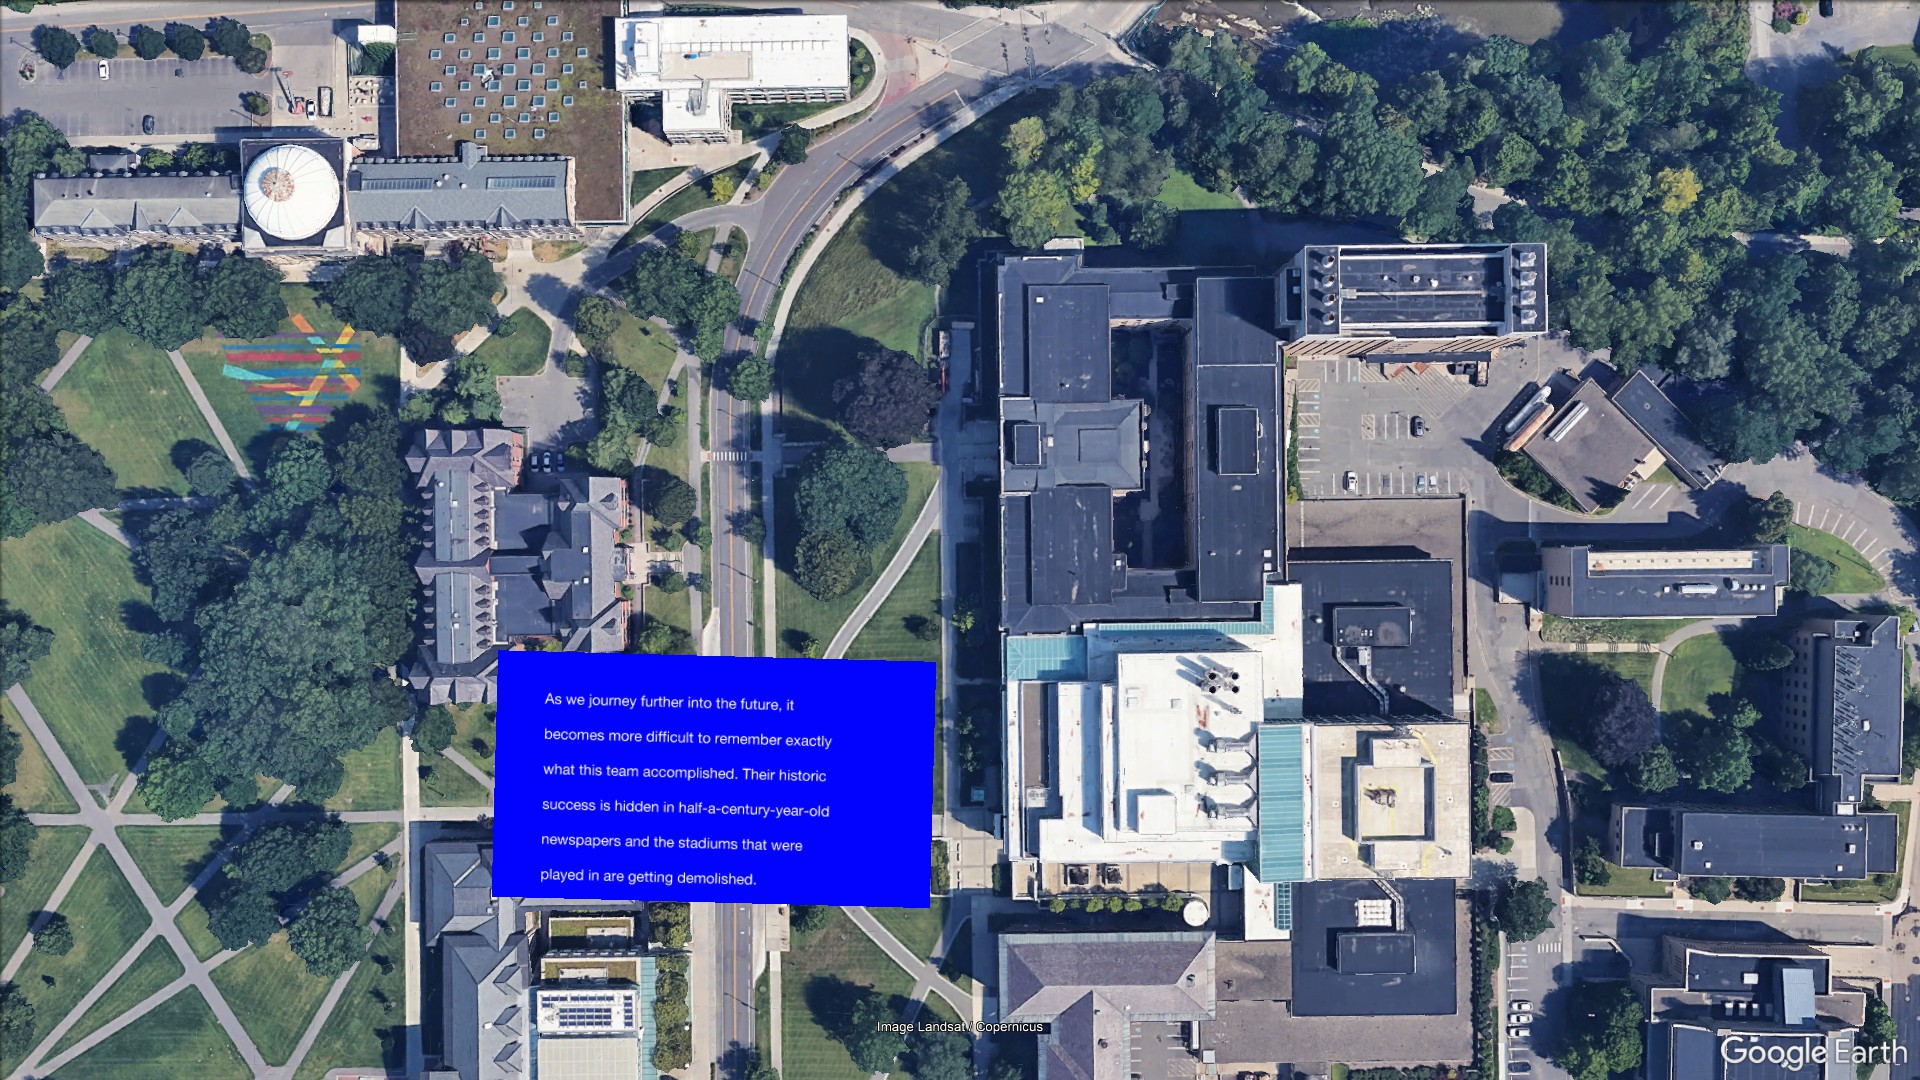 As we journey further into the future, it
becomes more difficult to remember exactly
what this team accomplished. Their historic
success is hidden in half-a-century-year-old
newspapers and the stadiums that were
played in are getting demolished.
Image Landsat / Copernicus
Google Earth